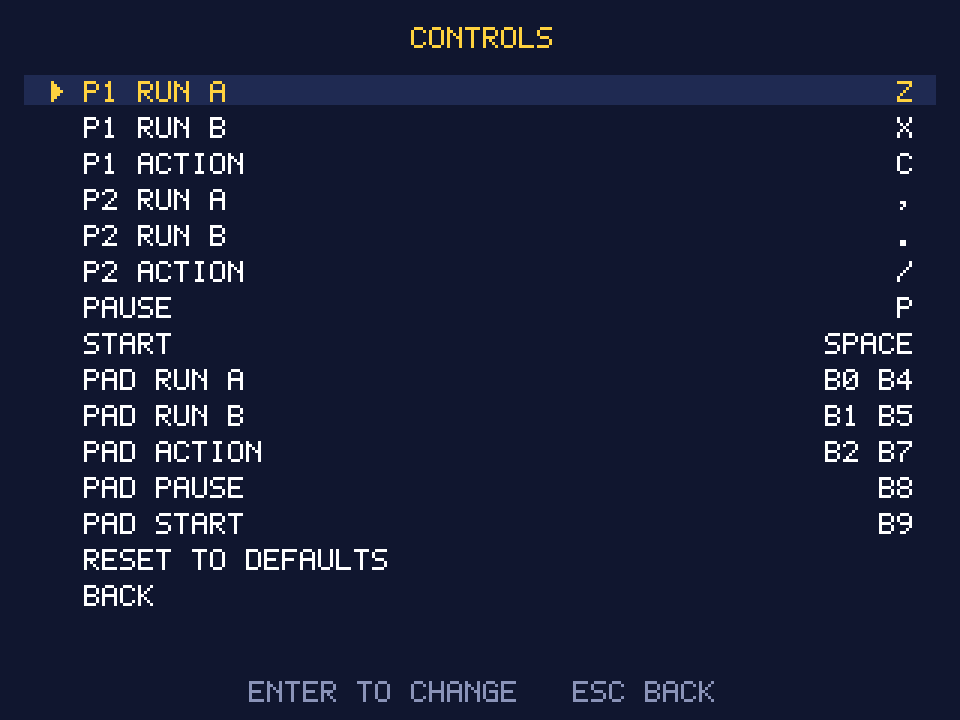 CONTROLS
P1 RUN A Z
P1 RUN B X
P1 ACTION C
P2 RUN A ,
P2 RUN B .
P2 ACTION /
PAUSE P
START SPACE
PAD RUN A B0 B4
PAD RUN B B1 B5
PAD ACTION B2 B7
PAD PAUSE B8
PAD START B9
RESET TO DEFAULTS
BACK
ENTER TO CHANGE ESC BACK